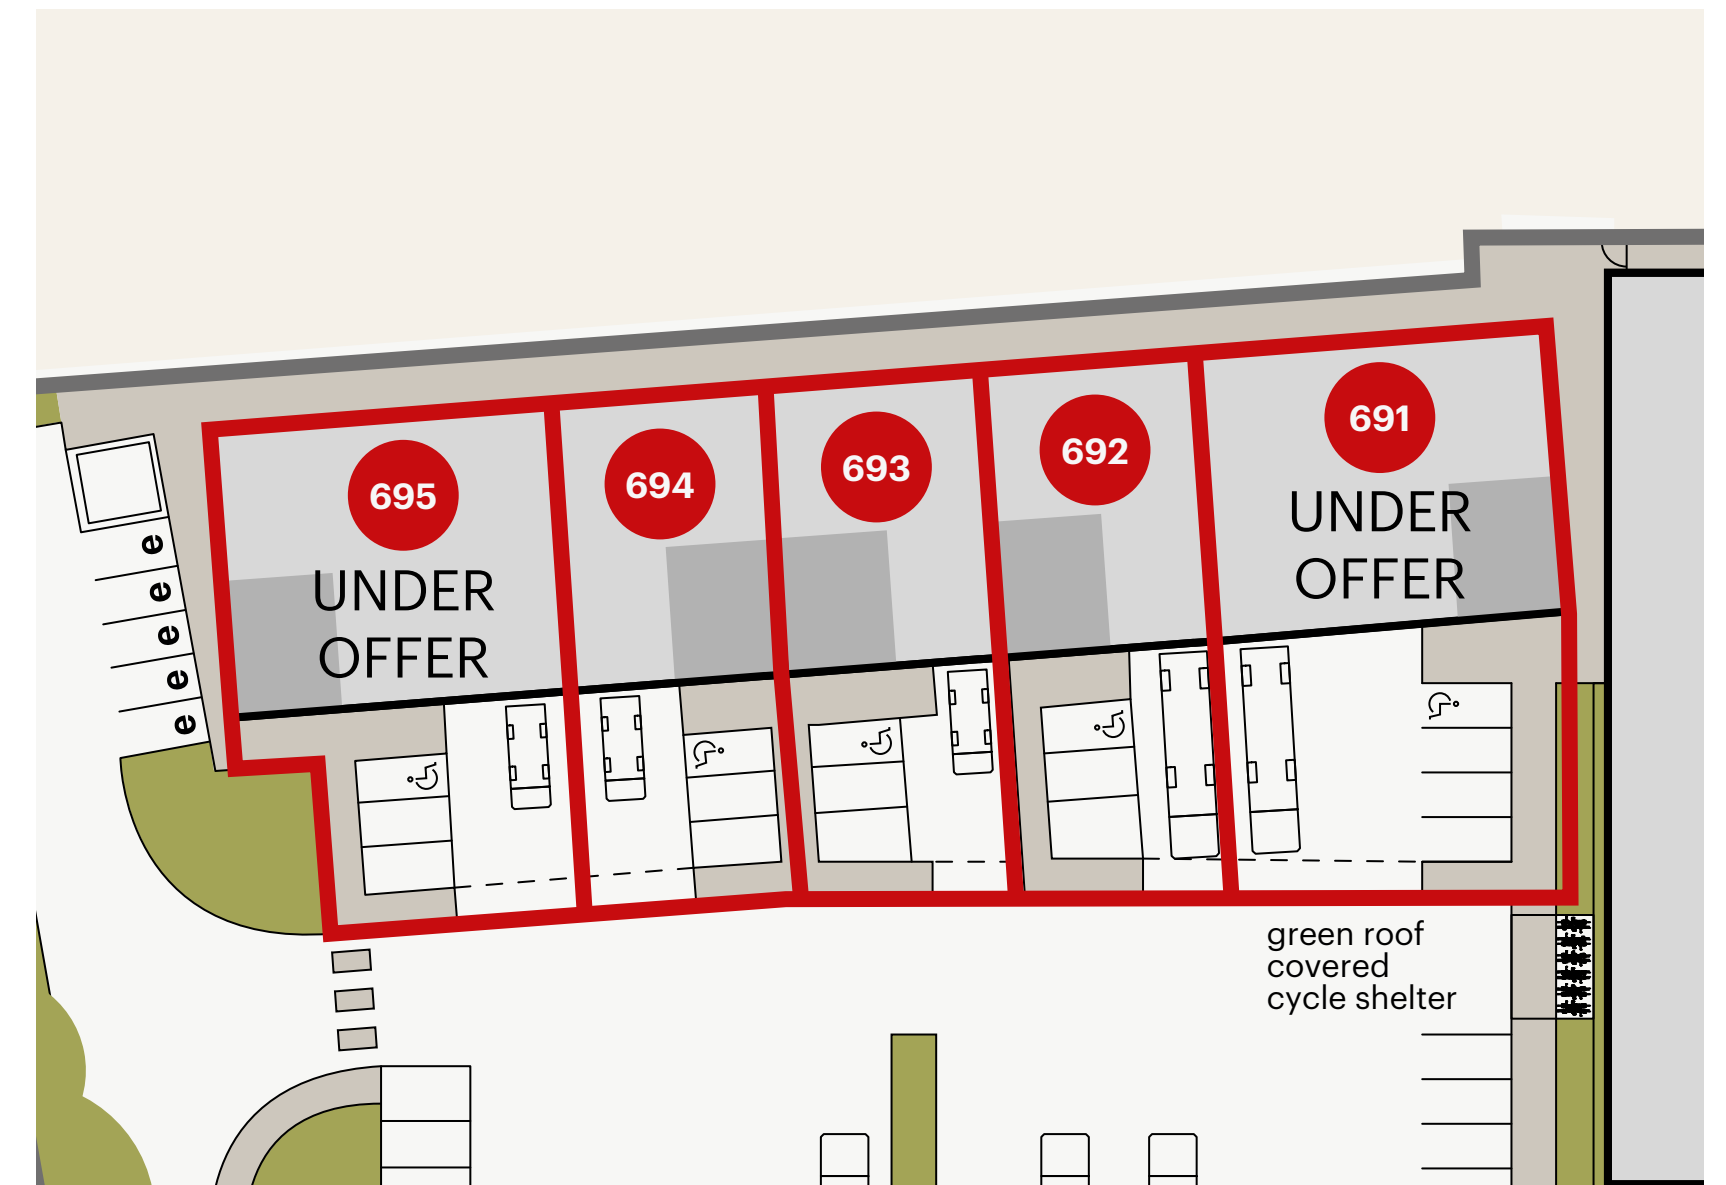 691
UNDER
OFFER
692
693
694
695
UNDER
OFFER
e
e
e
e
e
green roof
covered
cycle shelter